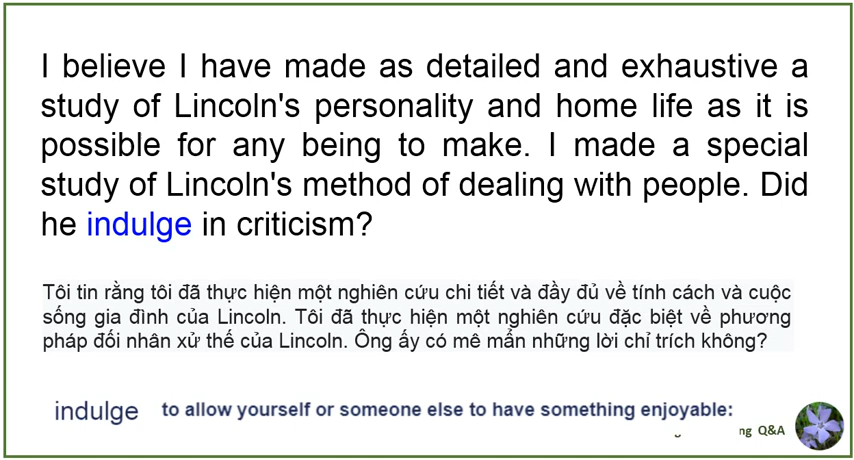 I believe I have made as detailed and exhaustive a
study of Lincoln's personality and home life as it is
possible for any being to make. I made a special
study of Lincoln's method of dealing with people. Did
he indulge in criticism?
Tôi tin rằng tôi đã thực hiện một nghiên cứu chi tiết và đầy đủ về tính cách và cuộc
sống gia đình của Lincoln. Tôi đã thực hiện một nghiên cứu đặc biệt về phương
pháp đối nhân xử thế của Lincoln. Ông ấy có mê mẩn những lời chỉ trích không?
indulge to allow yourself or someone else to have something enjoyable:
Q&A